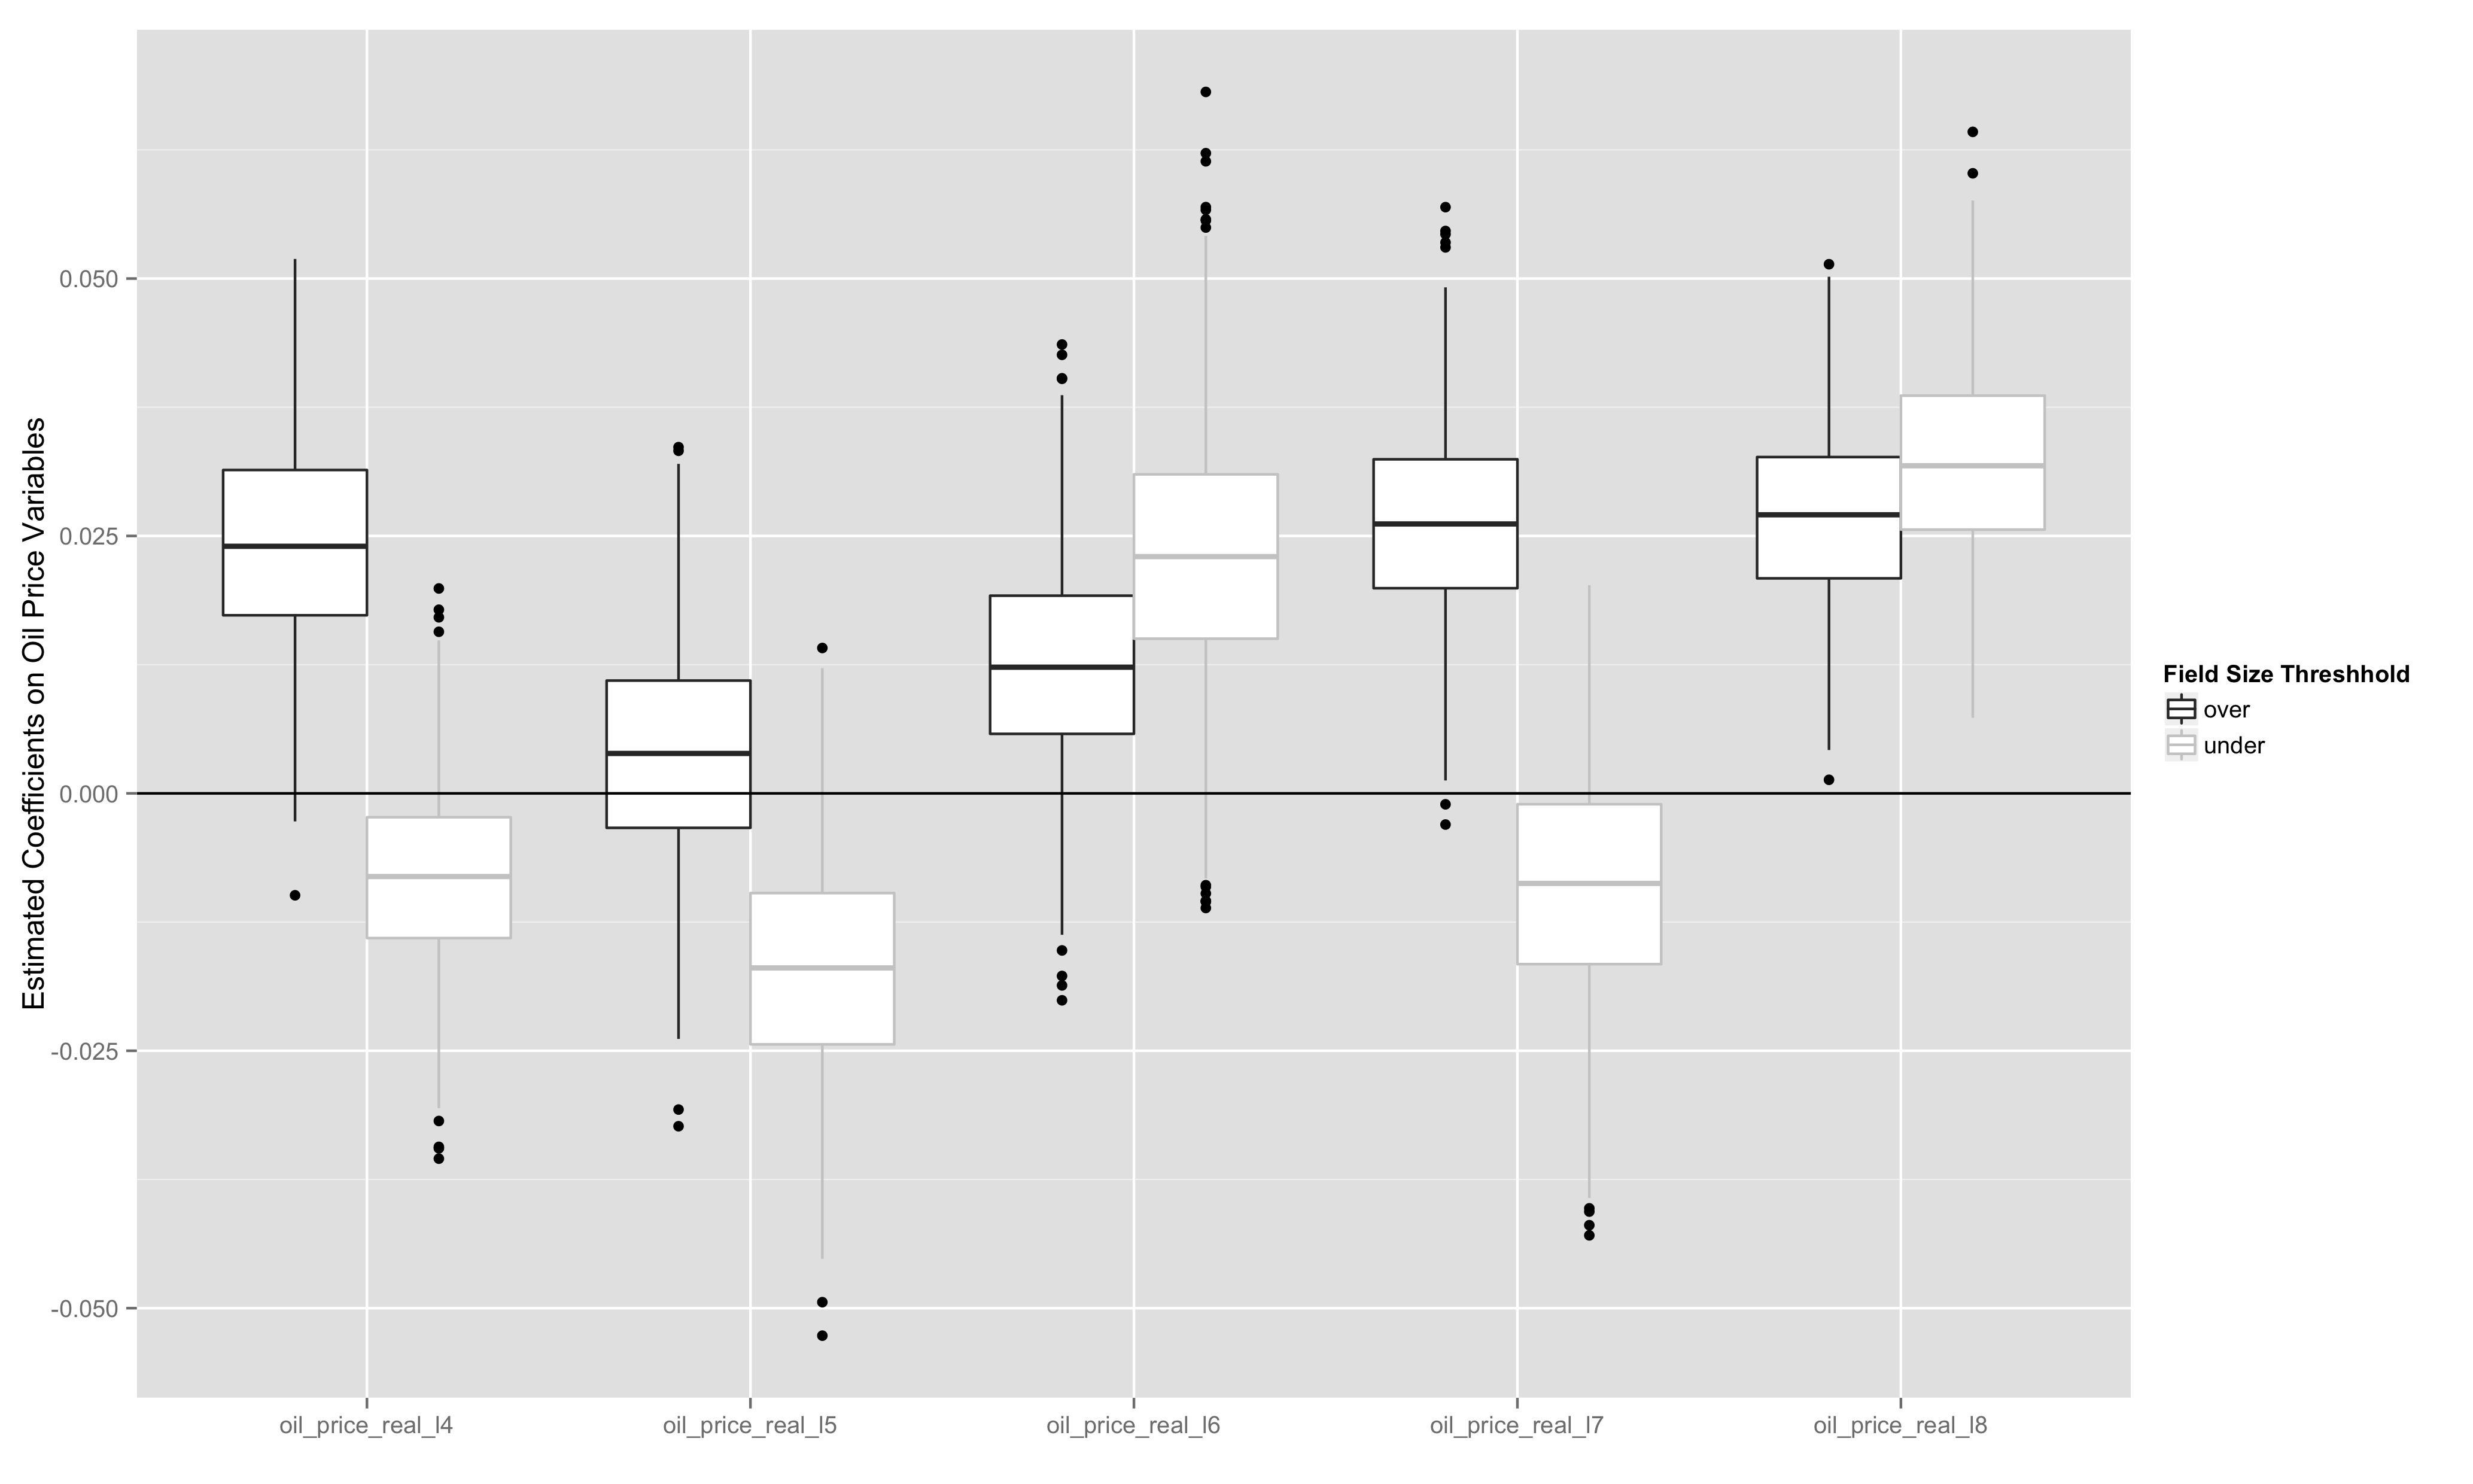 Estimated Coefficients on Oil Price Variables
0.050
0.025
0.000
-0.025
-0.050
oil_price_real_l4
oil_price_real_l5
oil_price_real_l6
oil_price_real_l7
oil_price_real_l8
Field Size Threshhold
over
under